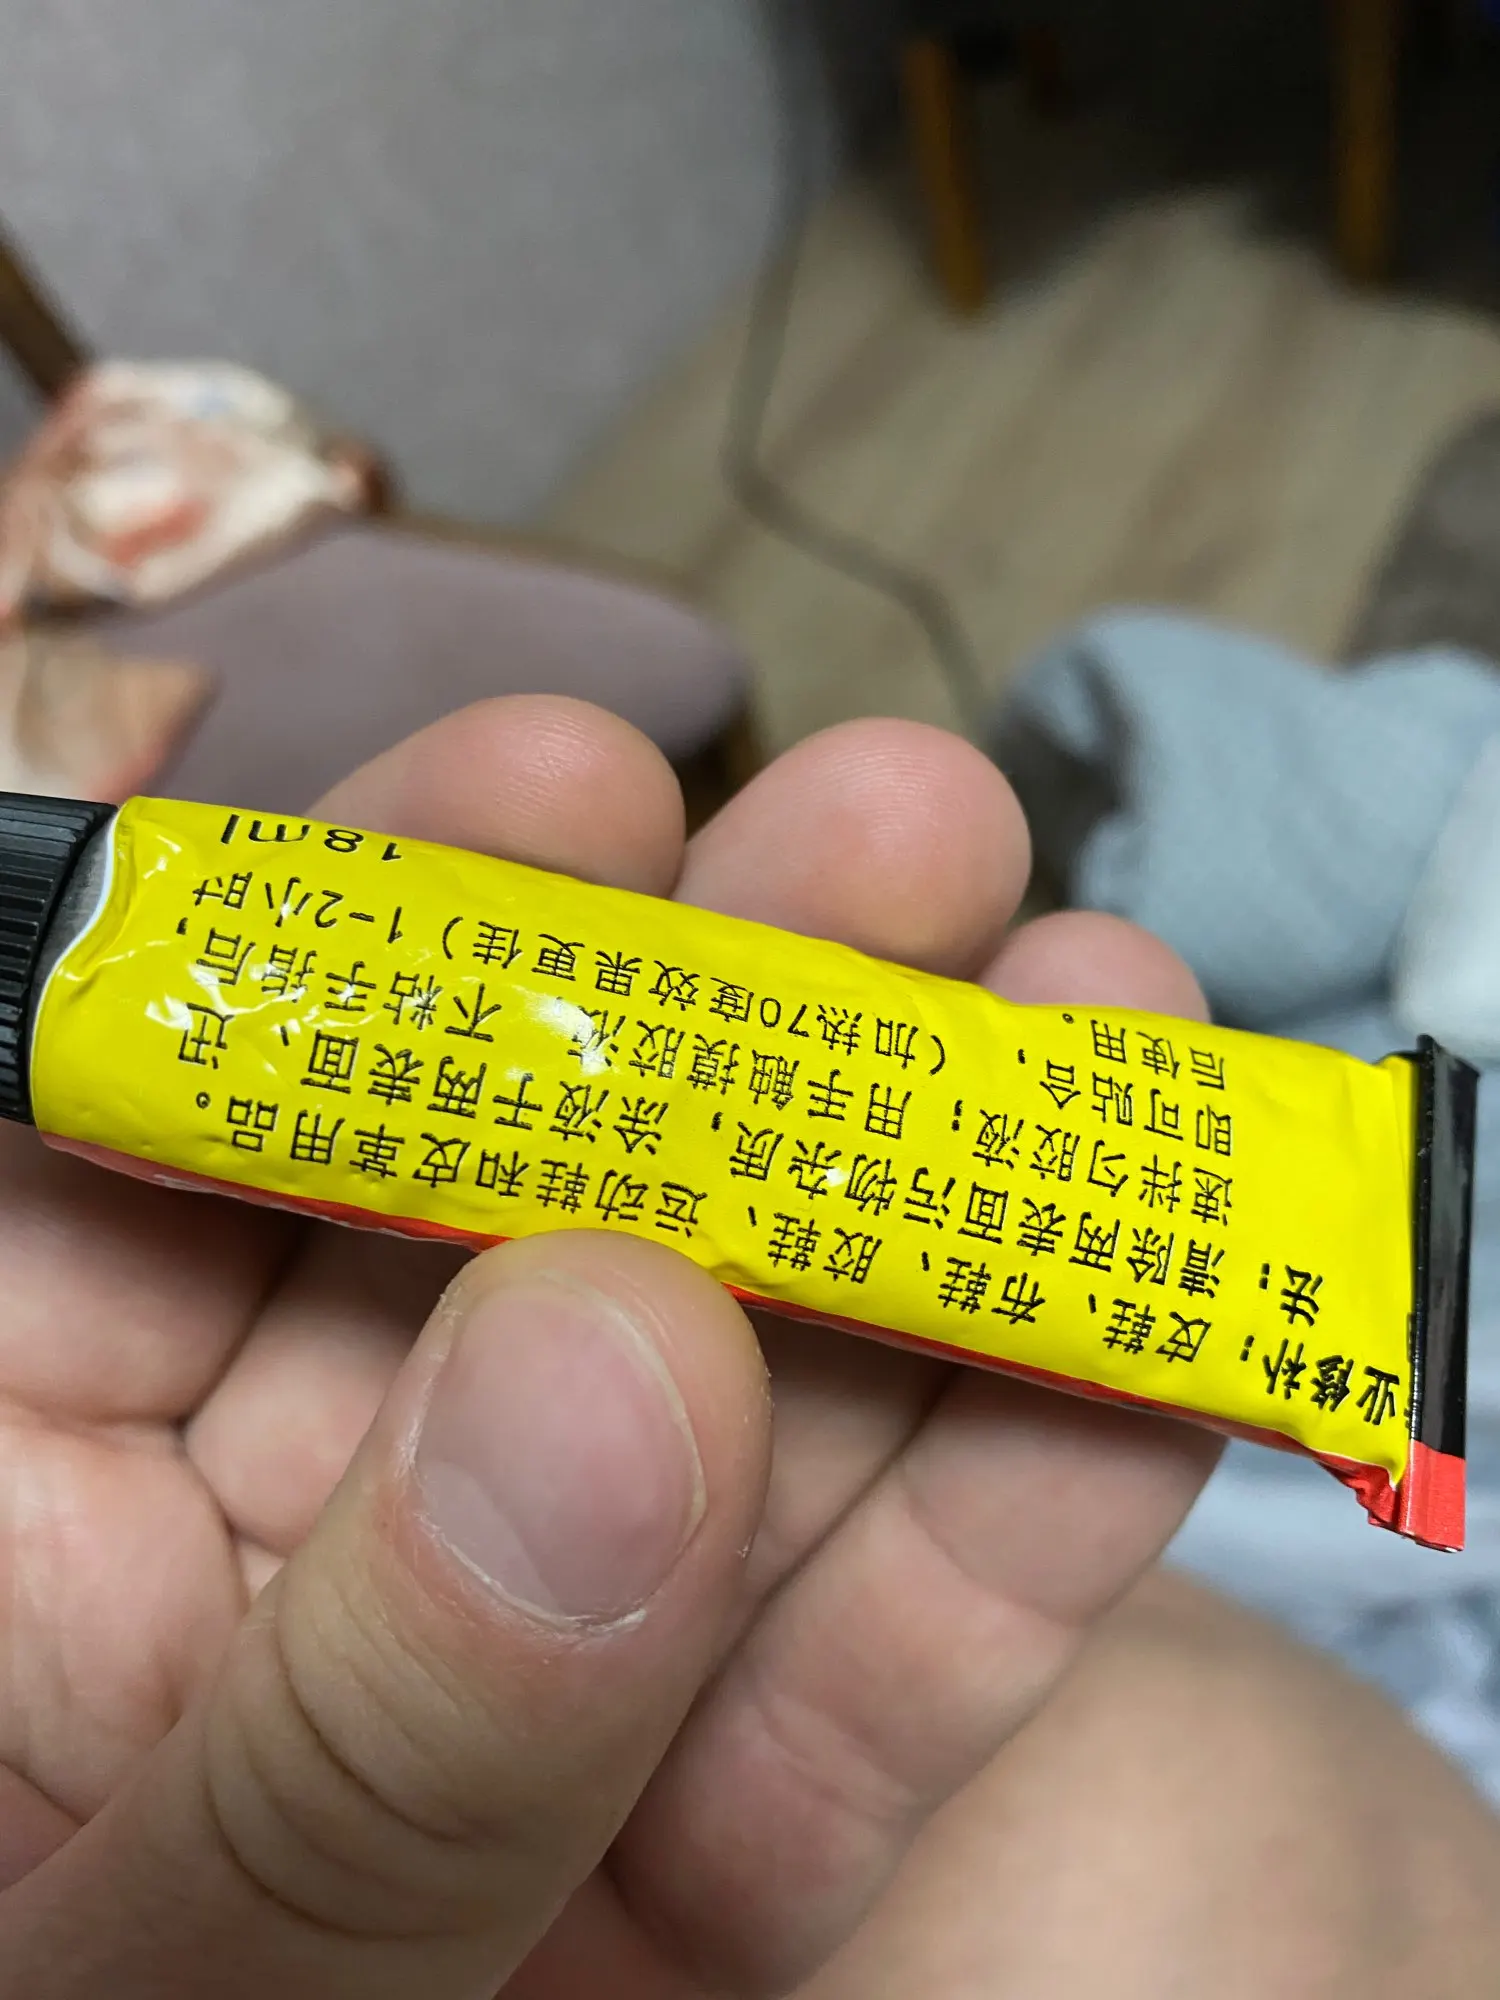 业修补：皮鞋、布鞋、胶鞋、运动鞋和皮革用品。
法：清除两表面污物杂质，涂液于两表面、迅
速拌匀胶液；用手触摸胶液，不粘手指后，
即可贴合，（加热70度效果更佳）1-2小时
后使用。
18ml